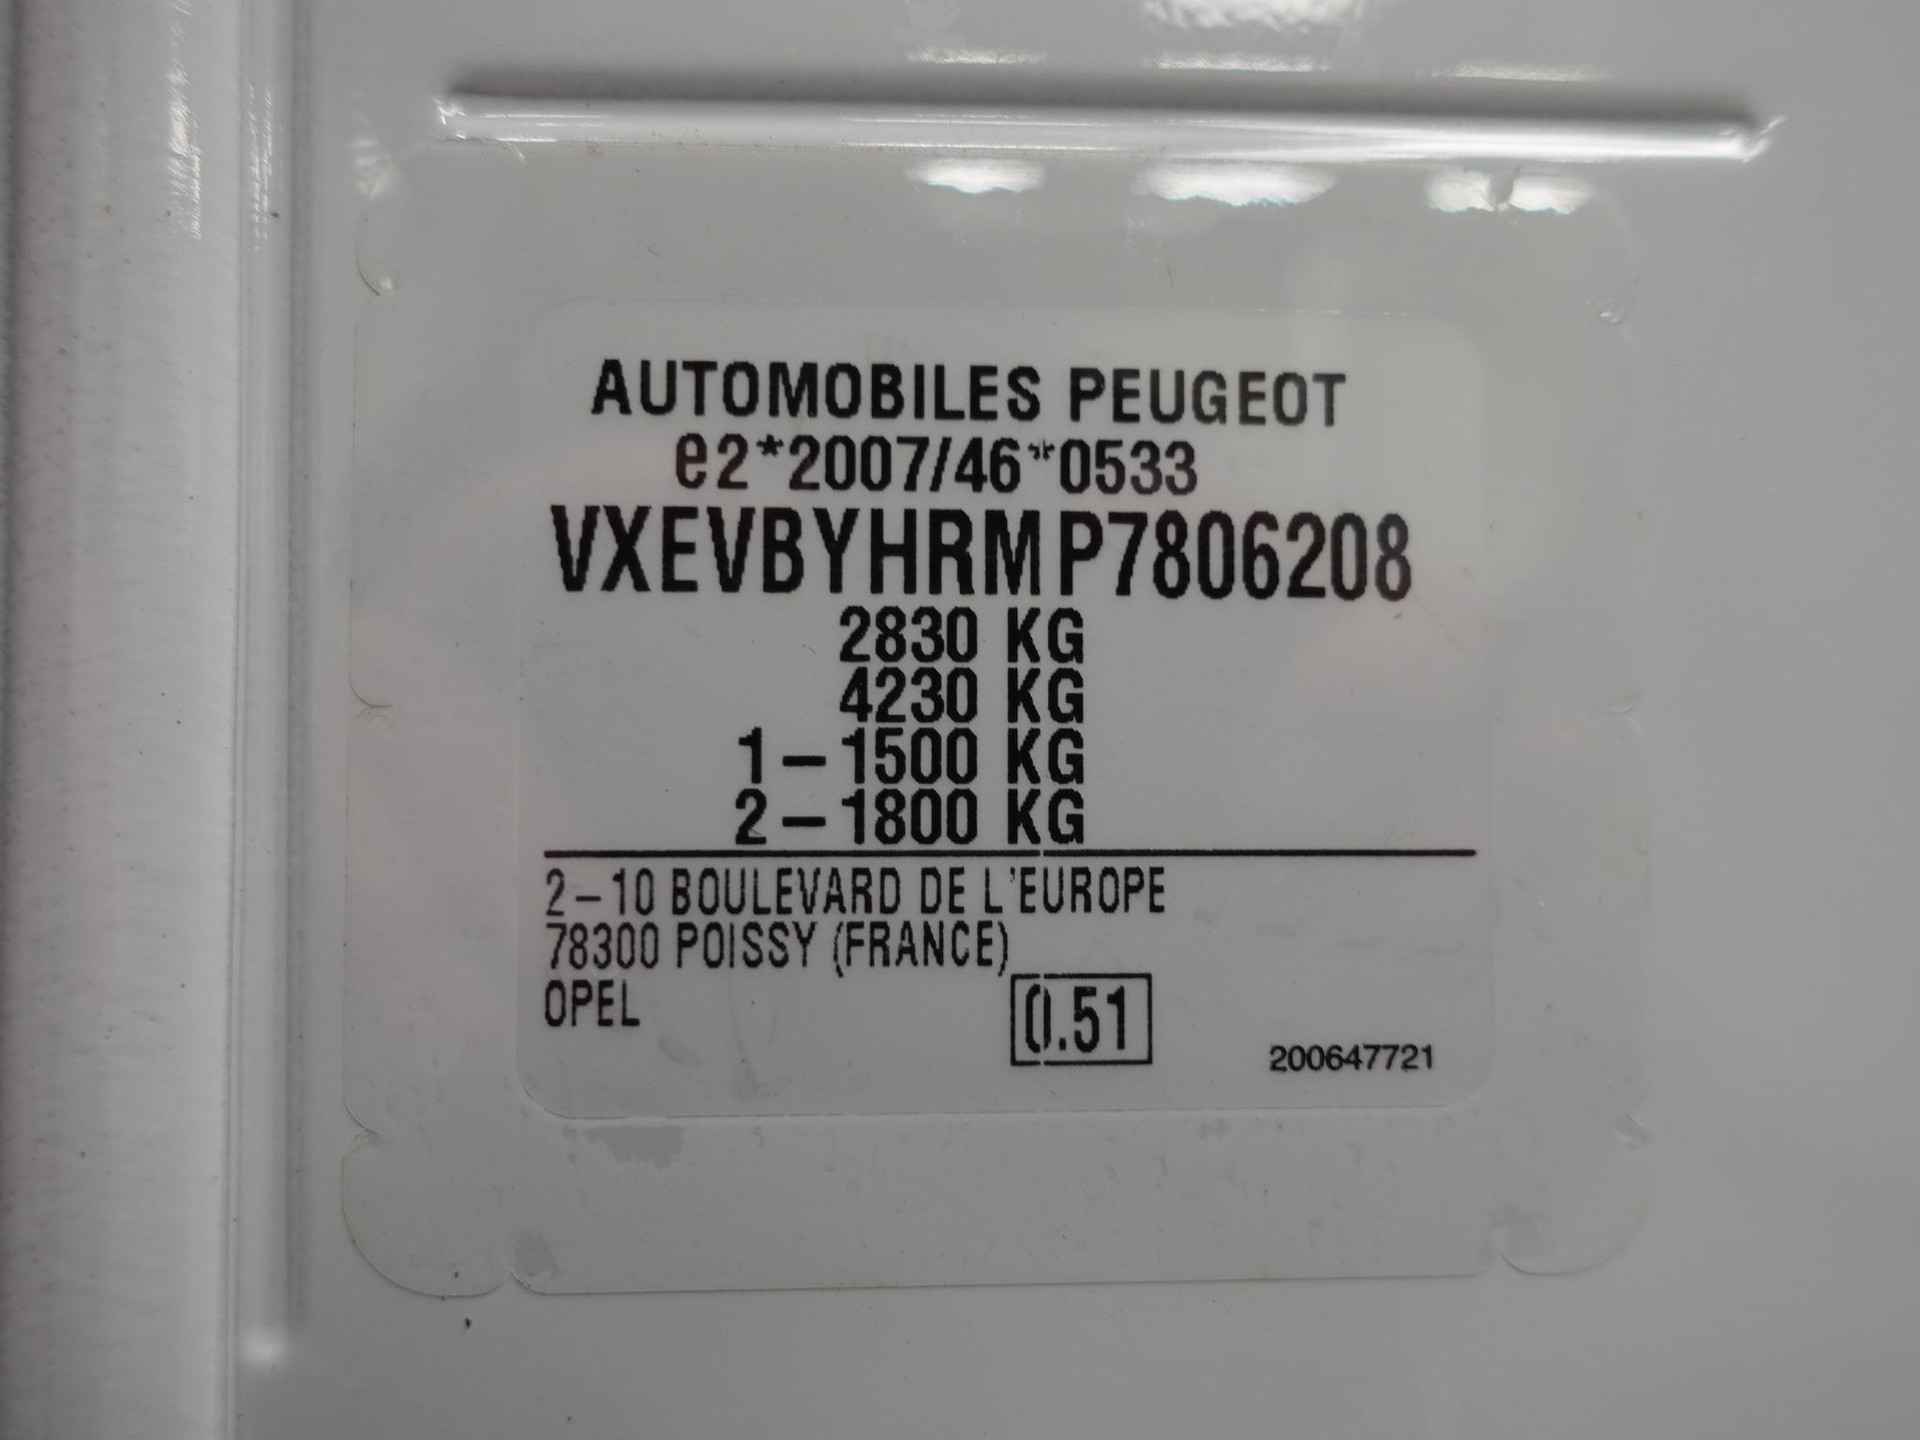 AUTOMOBILES PEUGEOT
e2*2007/46*0533
VXEVBYHRMP7806208
2830 KG
4230 KG
1-1500 KG
2-1800 KG
2-10 BOULEVARD DE L'EUROPE
78300 POISSY (FRANCE)
OPEL
0.51
200647721